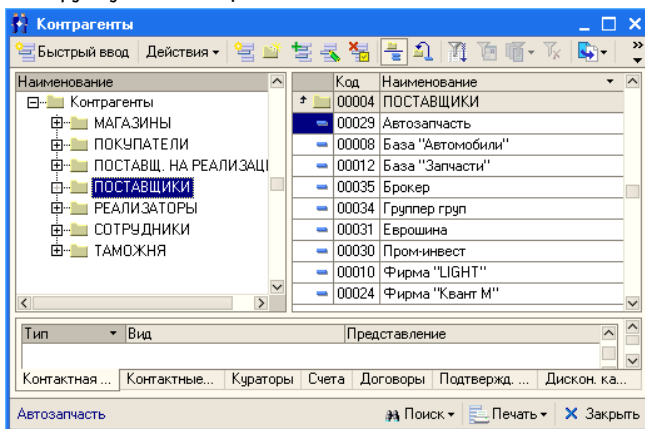 Контрагенты
Быстрый ввод Действия
Наименование
Контрагенты
МАГАЗИНЫ
ПОКУПАТЕЛИ
ПОСТАВЩ. НА РЕАЛИЗАЦІ
ПОСТАВЩИКИ
РЕАЛИЗАТОРЫ
СОТРУДНИКИ
ТАМОЖНЯ
Код Наименование
00004 ПОСТАВЩИКИ
00029 Автозапчасть
00008 База "Автомобили"
00012 База "Запчасти"
00035 Брокер
00034 Группер груп
00031 Еврошина
00030 Пром-инвест
00010 Фирма "LIGHT"
00024 Фирма "Квант М"
Тип Вид Представление
Контактная ... Контактные... Кураторы Счета Договоры Подтвержд. ... Дискон. ка...
Автозапчасть Поиск Печать Закрыть